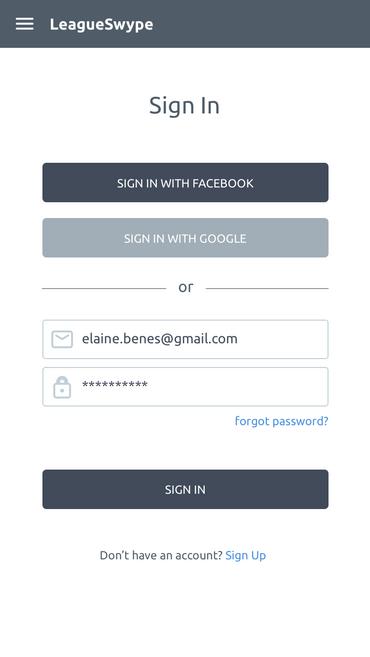 LeagueSwype
Sign In
SIGN IN WITH FACEBOOK
SIGN IN WITH GOOGLE
or
elaine.benes@gmail.com
**********
forgot password?
SIGN IN
Don't have an account? Sign Up